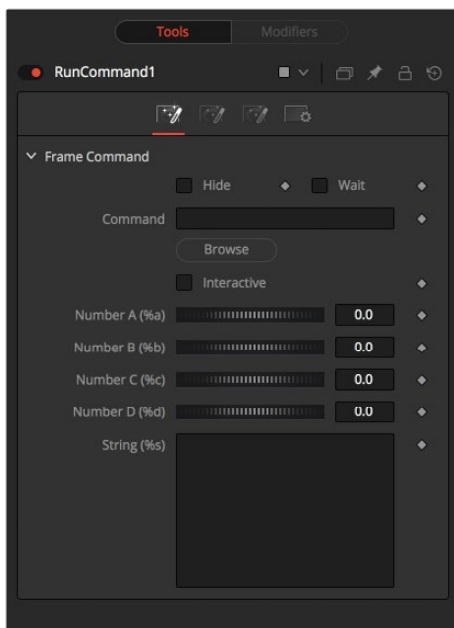 Tools Modifiers
RunCommand1
Frame Command
Hide Wait
Command
Browse
Interactive
Number A (%a) 0.0
Number B (%b) 0.0
Number C (%c) 0.0
Number D (%d) 0.0
String (%s)